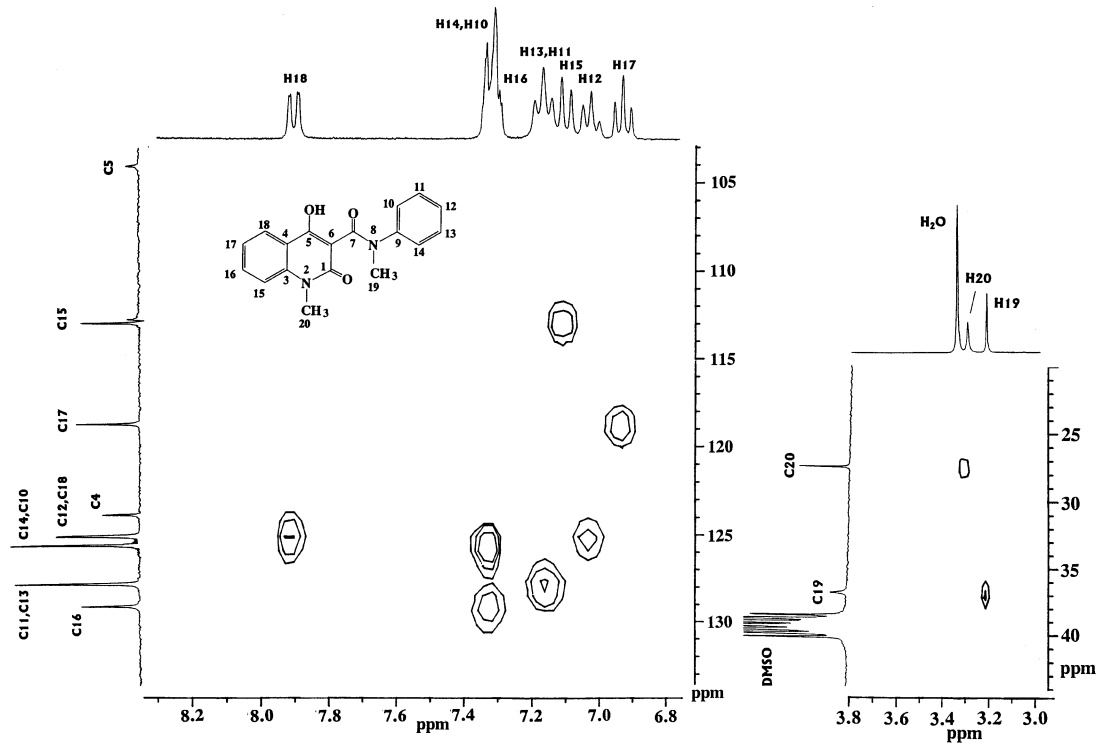 H14,H10
H13,H11
H18
H16
H15
H12
H17
C5
C15
C17
C4
C12,C18
C14,C10
C16
C11,C13
OH
O
10
11
12
13
14
9
8
N
7
6
5
4
18
17
16
15
3
2
N
1
O
CH3
19
CH3
20
105
110
115
120
125
130
ppm
8.2
8.0
7.8
7.6
7.4
7.2
7.0
6.8
ppm
H2O
H20
H19
C20
C19
DMSO
25
30
35
40
ppm
3.8
3.6
3.4
3.2
3.0
ppm